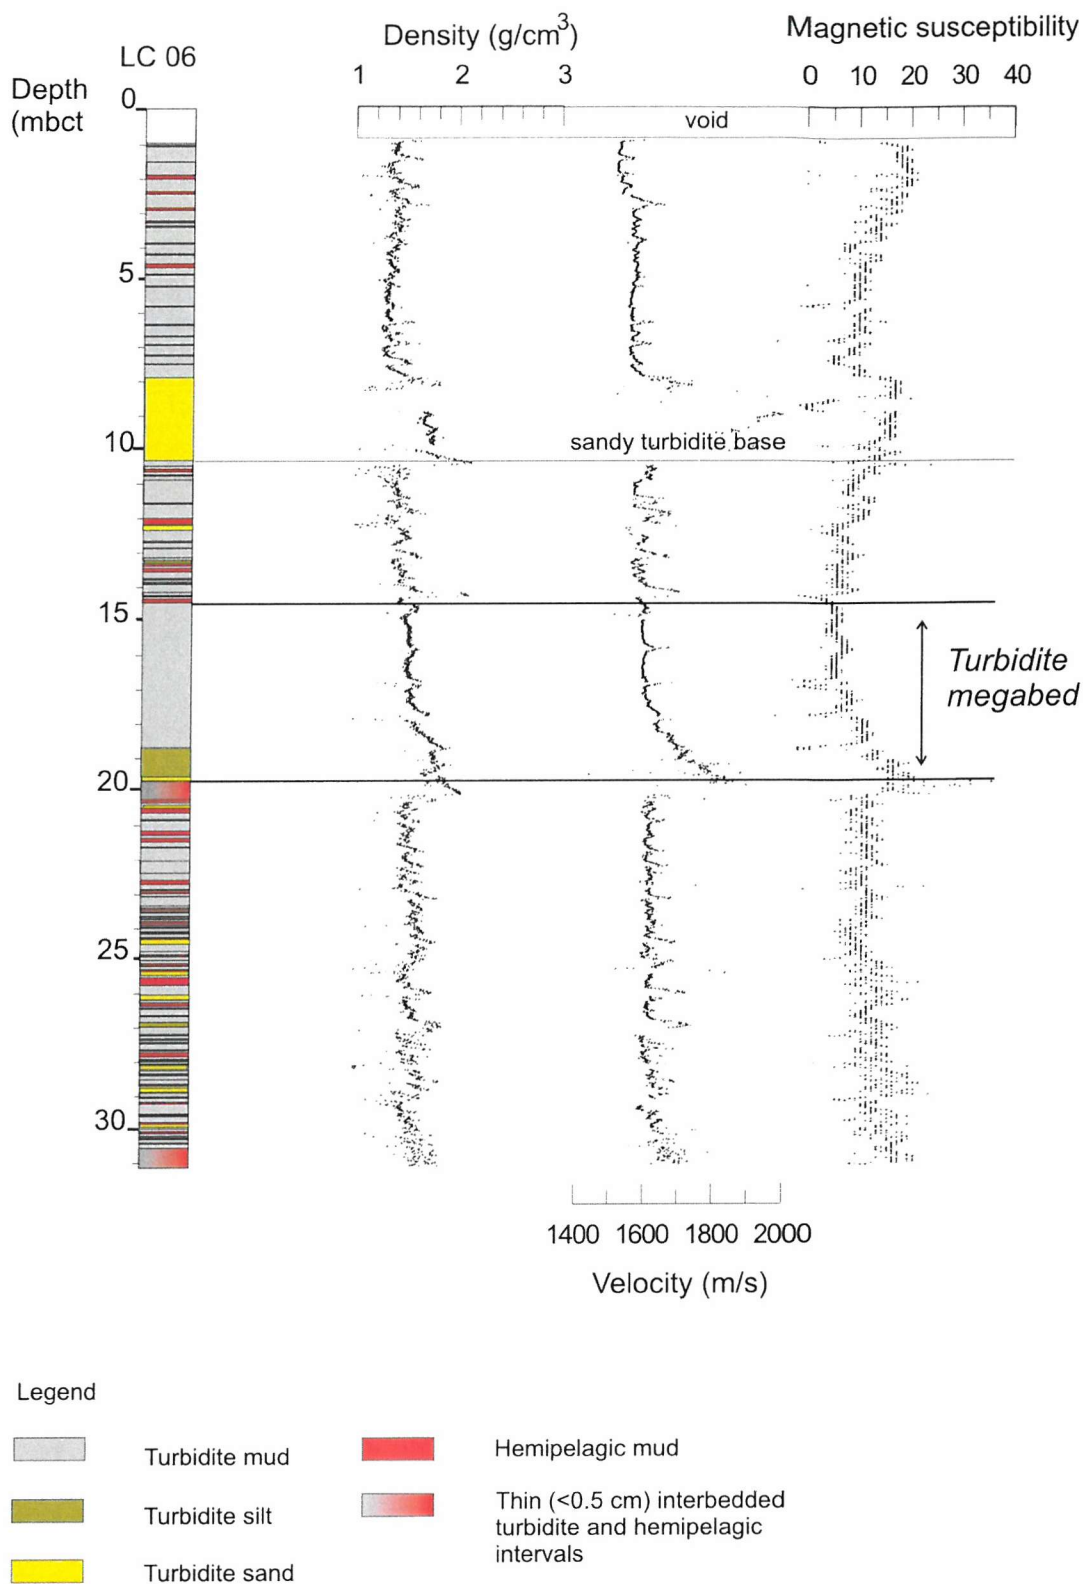 LC 06
Depth
(mbct
Density (g/cm3)
Magnetic susceptibility
1 2 3
0 10 20 30 40
void
0
5
10
15
20
25
30
sandy turbidite base
Turbidite
megabed
1400 1600 1800 2000
Velocity (m/s)
Legend
Turbidite mud
Turbidite silt
Turbidite sand
Hemipelagic mud
Thin (<0.5 cm) interbedded
turbidite and hemipelagic
intervals